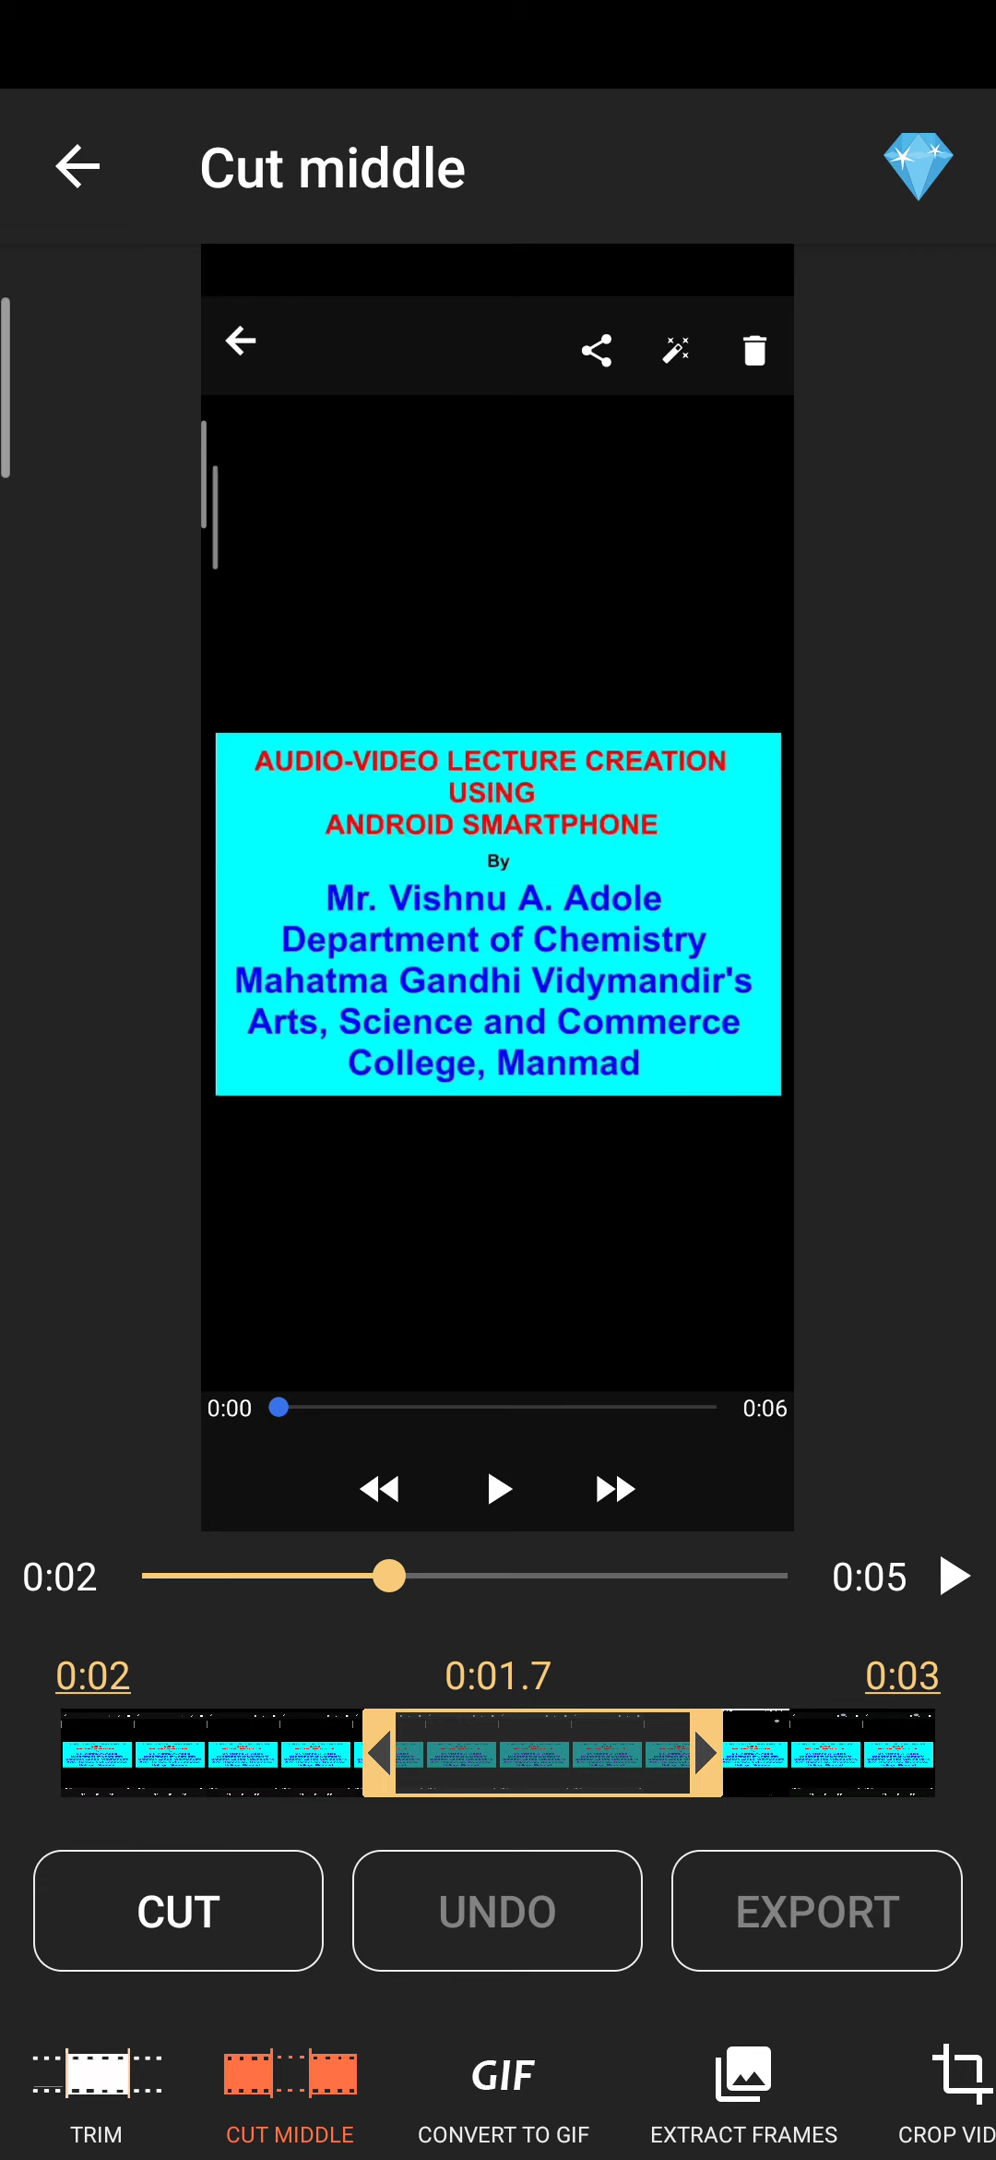 Cut middle
AUDIO-VIDEO LECTURE CREATION
USING
ANDROID SMARTPHONE
By
Mr. Vishnu A. Adole
Department of Chemistry
Mahatma Gandhi Vidymandir's
Arts, Science and Commerce
College, Manmad
0:00 0:06
0:02 0:05
0:02 0:01.7 0:03
CUT UNDO EXPORT
GIF
TRIM CUT MIDDLE CONVERT TO GIF EXTRACT FRAMES CROP VID